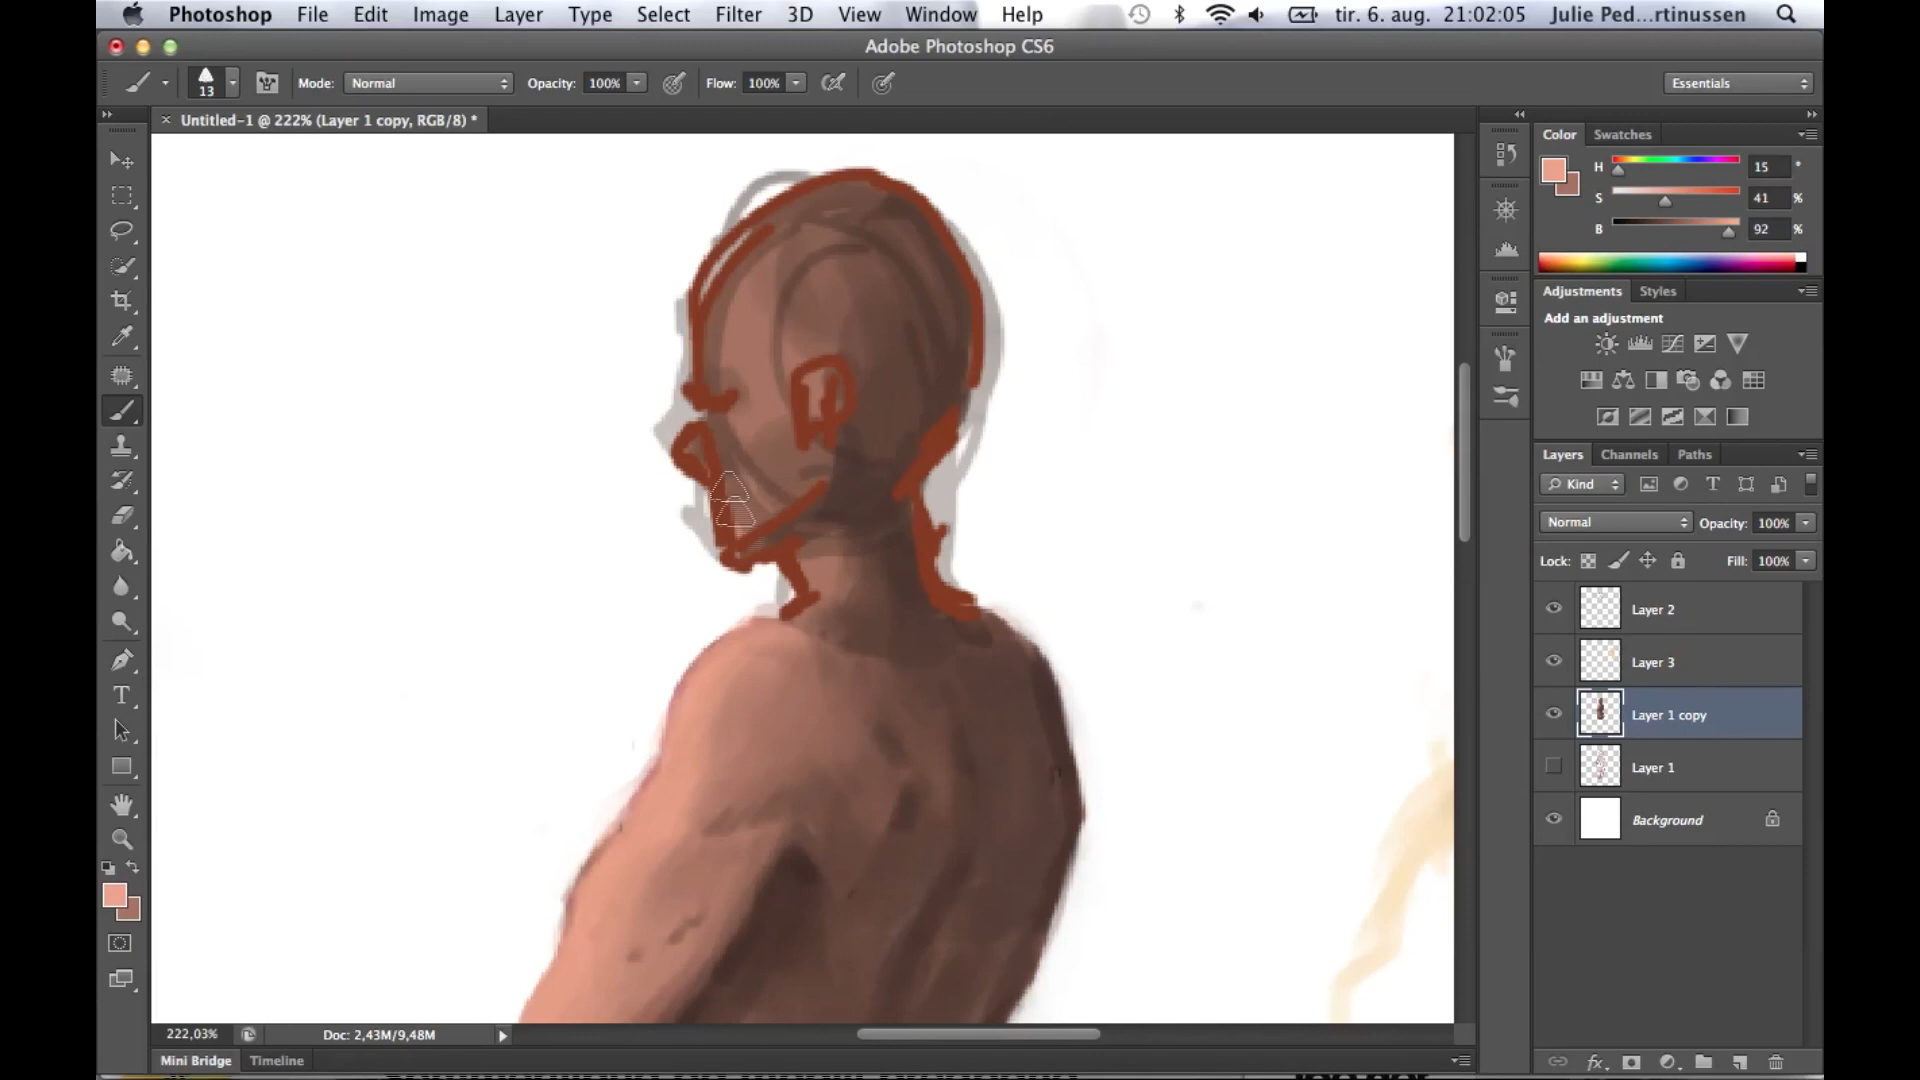 Photoshop File Edit Image Layer Type Select Filter 3D View Window Help tir. 6. aug. 21:02:05 Julie Ped...rtinussen
Adobe Photoshop CS6
13 Mode: Normal Opacity: 100% Flow: 100% Essentials
× Untitled-1 @ 222% (Layer 1 copy, RGB/8) *
Color Swatches
H 15 °
S 41 %
B 92 %
Adjustments Styles
Add an adjustment
Layers Channels Paths
Kind
Normal Opacity: 100%
Lock: Fill: 100%
Layer 2
Layer 3
Layer 1 copy
Layer 1
Background
222,03% Doc: 2,43M/9,48M
Mini Bridge Timeline